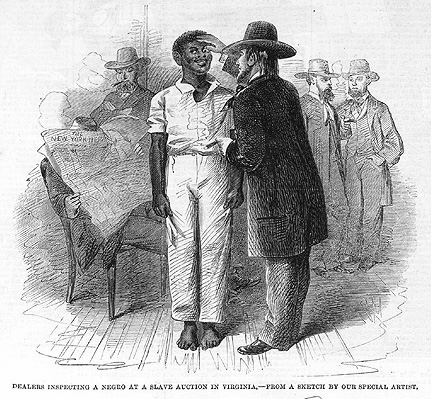 THE
NEW YORK H
DEALERS INSPECTING A NEGRO AT A SLAVE AUCTION IN VIRGINIA.—FROM A SKETCH BY OUR SPECIAL ARTIST.